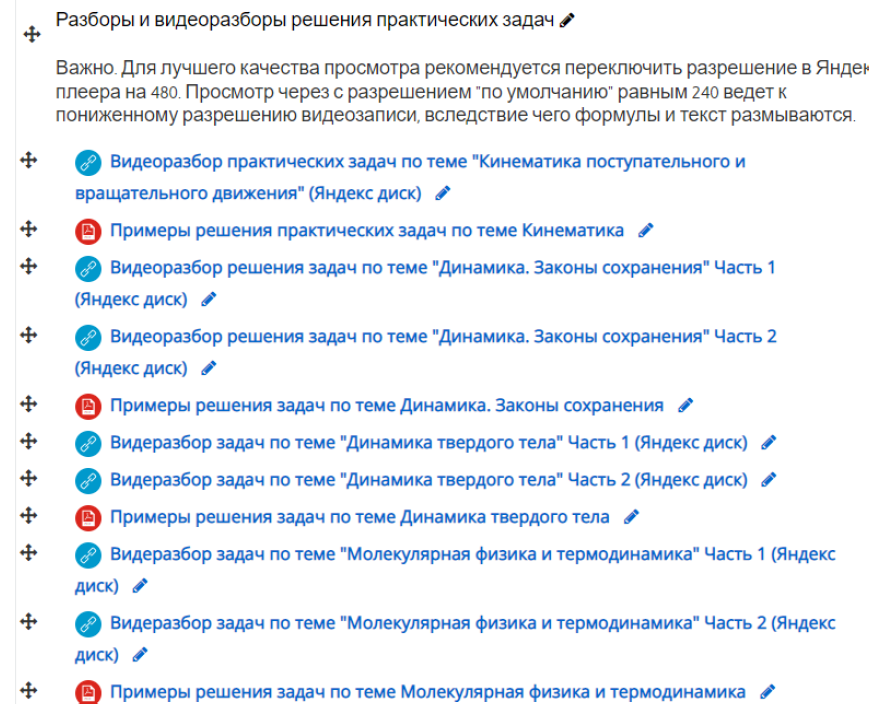 Разборы и видеоразборы решения практических задач
Важно. Для лучшего качества просмотра рекомендуется переключить разрешение в Яндек
плеера на 480. Просмотр через с разрешением "по умолчанию" равным 240 ведет к
пониженному разрешению видеозаписи, вследствие чего формулы и текст размываются.
Видеоразбор практических задач по теме "Кинематика поступательного и
вращательного движения" (Яндекс диск)
Примеры решения практических задач по теме Кинематика
Видеоразбор решения задач по теме "Динамика. Законы сохранения" Часть 1
(Яндекс диск)
Видеоразбор решения задач по теме "Динамика. Законы сохранения" Часть 2
(Яндекс диск)
Примеры решения задач по теме Динамика. Законы сохранения
Видеразбор задач по теме "Динамика твердого тела" Часть 1 (Яндекс диск)
Видеразбор задач по теме "Динамика твердого тела" Часть 2 (Яндекс диск)
Примеры решения задач по теме Динамика твердого тела
Видеразбор задач по теме "Молекулярная физика и термодинамика" Часть 1 (Яндекс
диск)
Видеразбор задач по теме "Молекулярная физика и термодинамика" Часть 2 (Яндекс
диск)
Примеры решения задач по теме Молекулярная физика и термодинамика